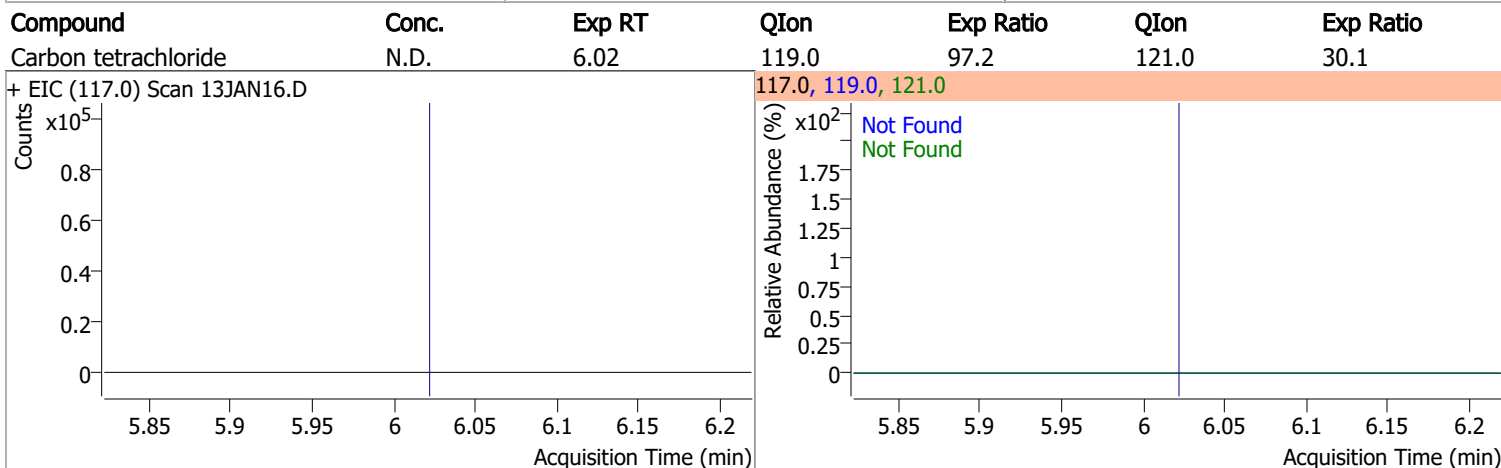 Compound Conc. Exp RT QIon Exp Ratio QIon Exp Ratio
Carbon tetrachloride N.D. 6.02 119.0 97.2 121.0 30.1
+ EIC (117.0) Scan 13JAN16.D
Counts
x10⁵
0.8
0.6
0.4
0.2
0
5.85 5.9 5.95 6 6.05 6.1 6.15 6.2
Acquisition Time (min)
117.0, 119.0, 121.0
Relative Abundance (%)
x10²
Not Found
Not Found
1.75
1.5
1.25
1
0.75
0.5
0.25
0
5.85 5.9 5.95 6 6.05 6.1 6.15 6.2
Acquisition Time (min)